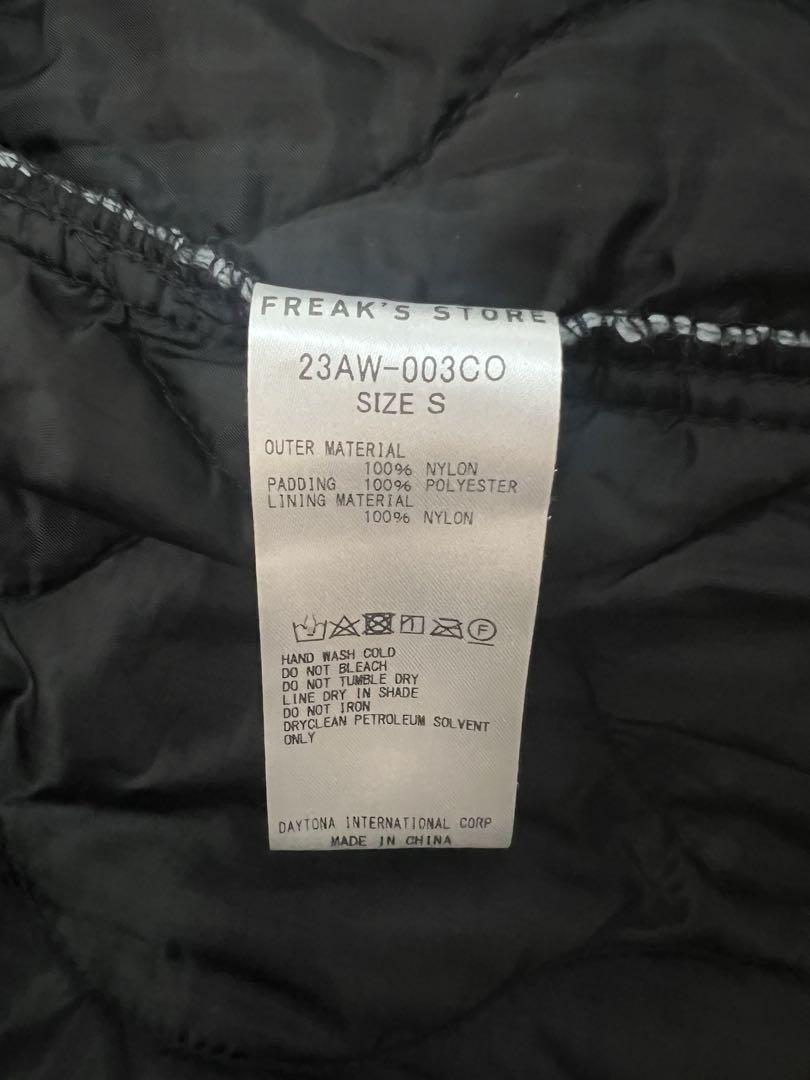 FREAK'S STORE
23AW-003CO
SIZE S
OUTER MATERIAL
100% NYLON
PADDING 100% POLYESTER
LINING MATERIAL
100% NYLON
F
HAND WASH COLD
DO NOT BLEACH
DO NOT TUMBLE DRY
LINE DRY IN SHADE
DO NOT IRON
DRYCLEAN PETROLEUM SOLVENT
ONLY
DAYTONA INTERNATIONAL CORP
MADE IN CHINA